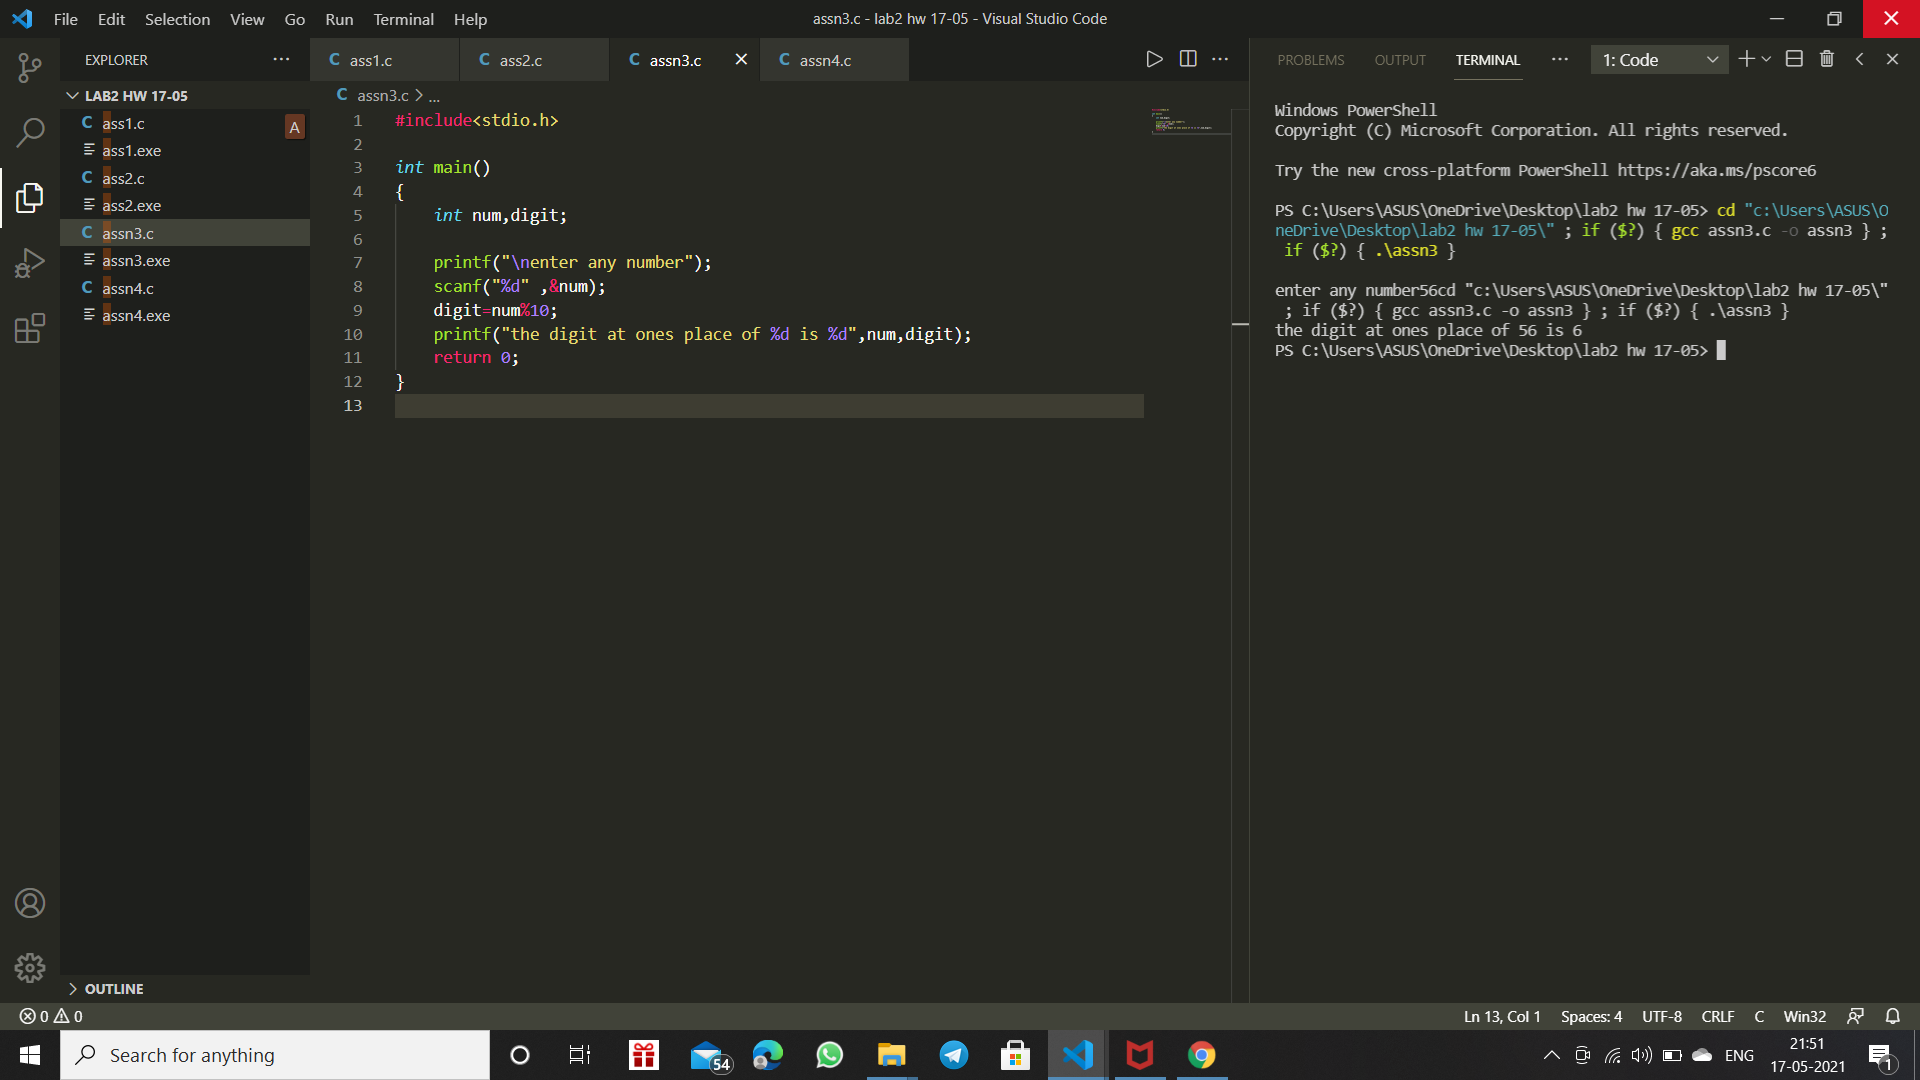 File Edit Selection View Go Run Terminal Help
assn3.c - lab2 hw 17-05 - Visual Studio Code
EXPLORER
LAB2 HW 17-05
C ass1.c
A
ass1.exe
C ass2.c
ass2.exe
C assn3.c
assn3.exe
C assn4.c
assn4.exe
OUTLINE
C ass1.c
C ass2.c
C assn3.c
C assn4.c
C assn3.c > ...
1 #include<stdio.h>
2
3 int main()
4 {
5 int num,digit;
6
7 printf("\nenter any number");
8 scanf("%d" ,&num);
9 digit=num%10;
10 printf("the digit at ones place of %d is %d",num,digit);
11 return 0;
12 }
13
PROBLEMS OUTPUT TERMINAL ... 1: Code
Windows PowerShell
Copyright (C) Microsoft Corporation. All rights reserved.
Try the new cross-platform PowerShell https://aka.ms/pscore6
PS C:\Users\ASUS\OneDrive\Desktop\lab2 hw 17-05> cd "c:\Users\ASUS\O
neDrive\Desktop\lab2 hw 17-05\" ; if ($?) { gcc assn3.c -o assn3 } ;
if ($?) { .\assn3 }
enter any number56cd "c:\Users\ASUS\OneDrive\Desktop\lab2 hw 17-05\"
; if ($?) { gcc assn3.c -o assn3 } ; if ($?) { .\assn3 }
the digit at ones place of 56 is 6
PS C:\Users\ASUS\OneDrive\Desktop\lab2 hw 17-05>
0 0
Ln 13, Col 1 Spaces: 4 UTF-8 CRLF C Win32
Search for anything
54
ENG
21:51
17-05-2021
1